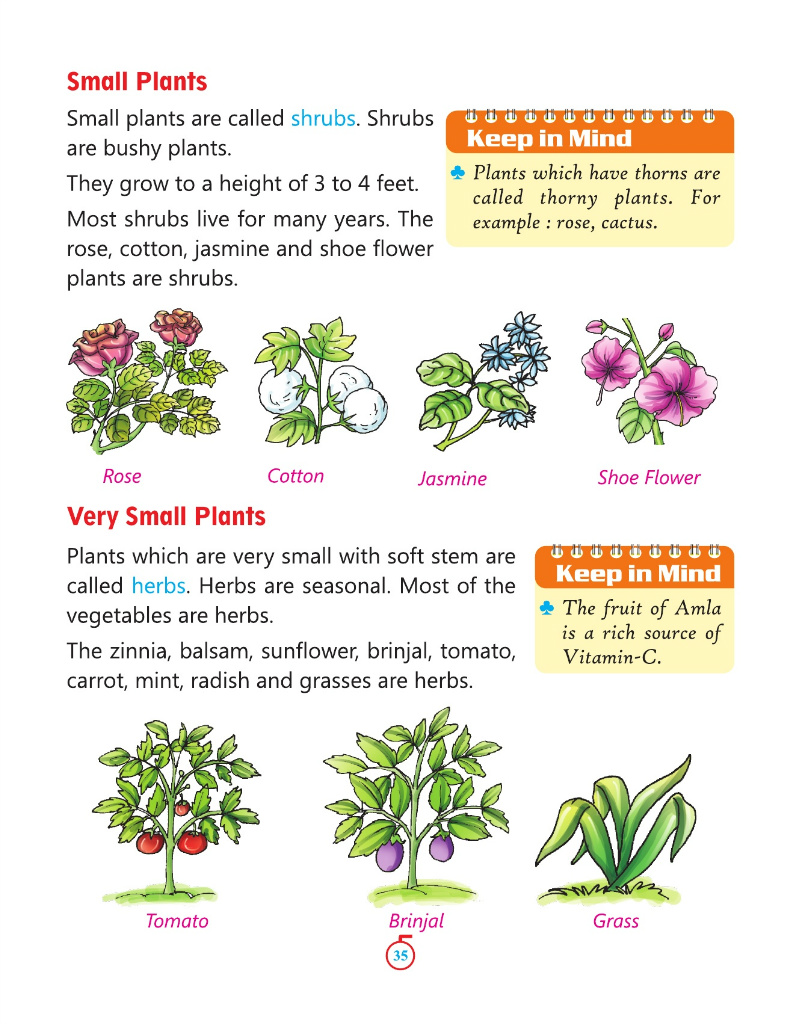 Small Plants
Small plants are called shrubs. Shrubs
are bushy plants.
They grow to a height of 3 to 4 feet.
Most shrubs live for many years. The
rose, cotton, jasmine and shoe flower
plants are shrubs.
Keep in Mind
♣ Plants which have thorns are
called thorny plants. For
example : rose, cactus.
Rose
Cotton
Jasmine
Shoe Flower
Very Small Plants
Plants which are very small with soft stem are
called herbs. Herbs are seasonal. Most of the
vegetables are herbs.
The zinnia, balsam, sunflower, brinjal, tomato,
carrot, mint, radish and grasses are herbs.
Keep in Mind
♣ The fruit of Amla
is a rich source of
Vitamin-C.
Tomato
Brinjal
Grass
35